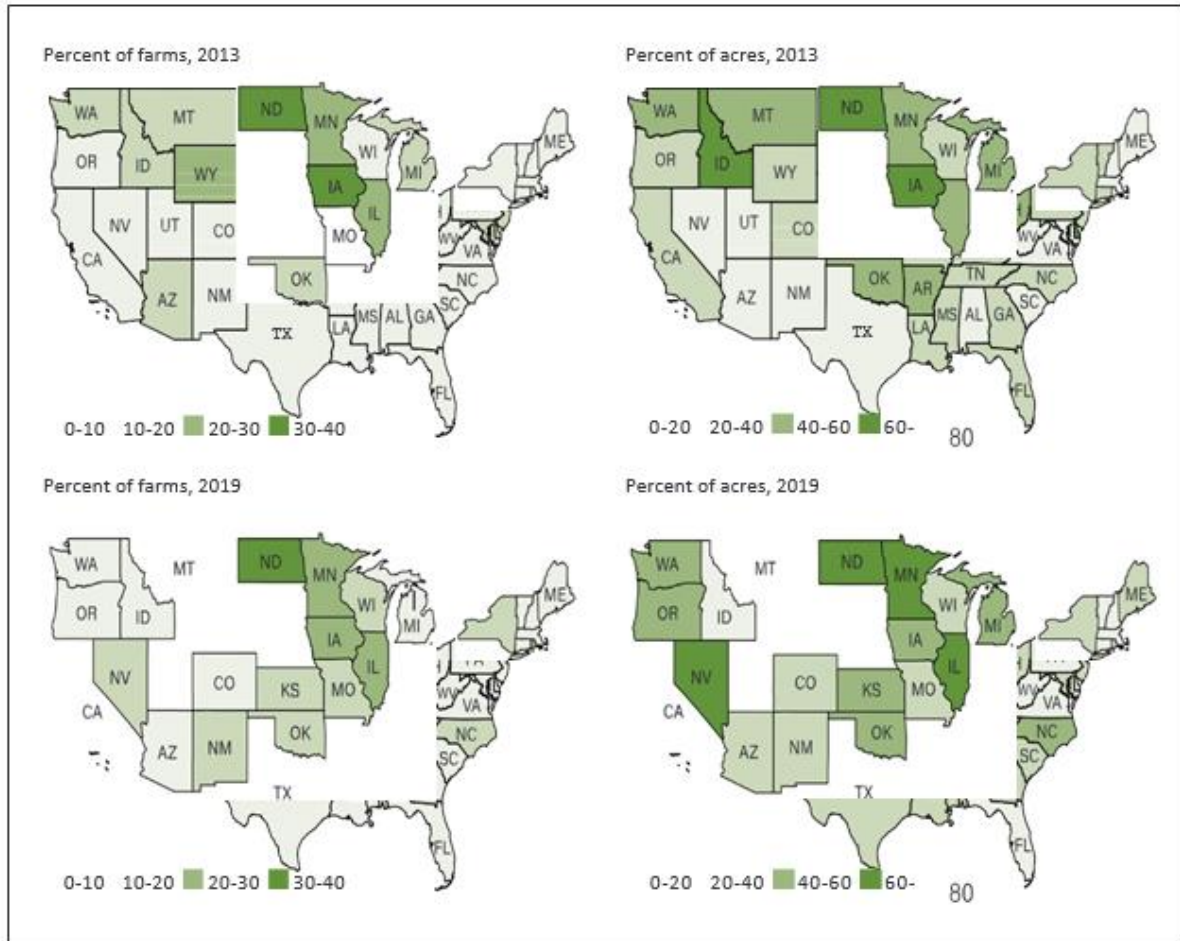 Percent of farms, 2013
WA MT ND MN ME
OR ID WY WI MI
IA
NV UT CO IL
CA MO WV VA
AZ NM OK NC
SC
TX LA MS AL GA
FL
0-10 10-20 20-30 30-40
Percent of acres, 2013
WA MT ND MN ME
OR ID WY WI MI
IA
NV UT CO IL
CA WV VA
AZ NM OK AR TN NC
SC
TX LA MS AL GA
FL
0-20 20-40 40-60 60-
80
Percent of farms, 2019
WA MT ND MN ME
OR ID WI MI
IA
NV CO KS MO IL
CA WV VA
AZ NM OK NC
SC
TX
FL
0-10 10-20 20-30 30-40
Percent of acres, 2019
WA MT ND MN ME
OR ID WI MI
IA
NV CO KS MO IL
CA WV VA
AZ NM OK NC
SC
TX
FL
0-20 20-40 40-60 60-
80